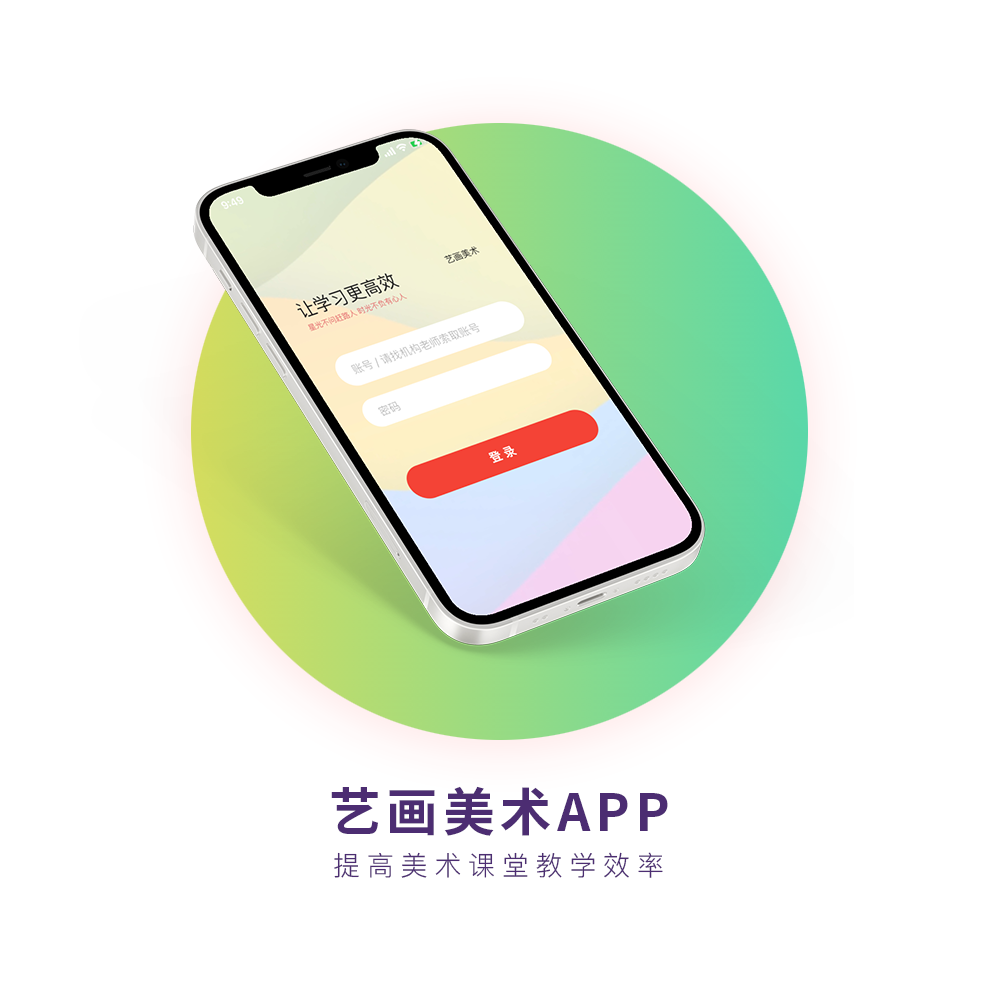 9:49
艺画美术
让学习更高效
星光不问赶路人 时光不负有心人
账号 / 请找机构老师索取账号
密码
登录
艺画美术APP
提高美术课堂教学效率